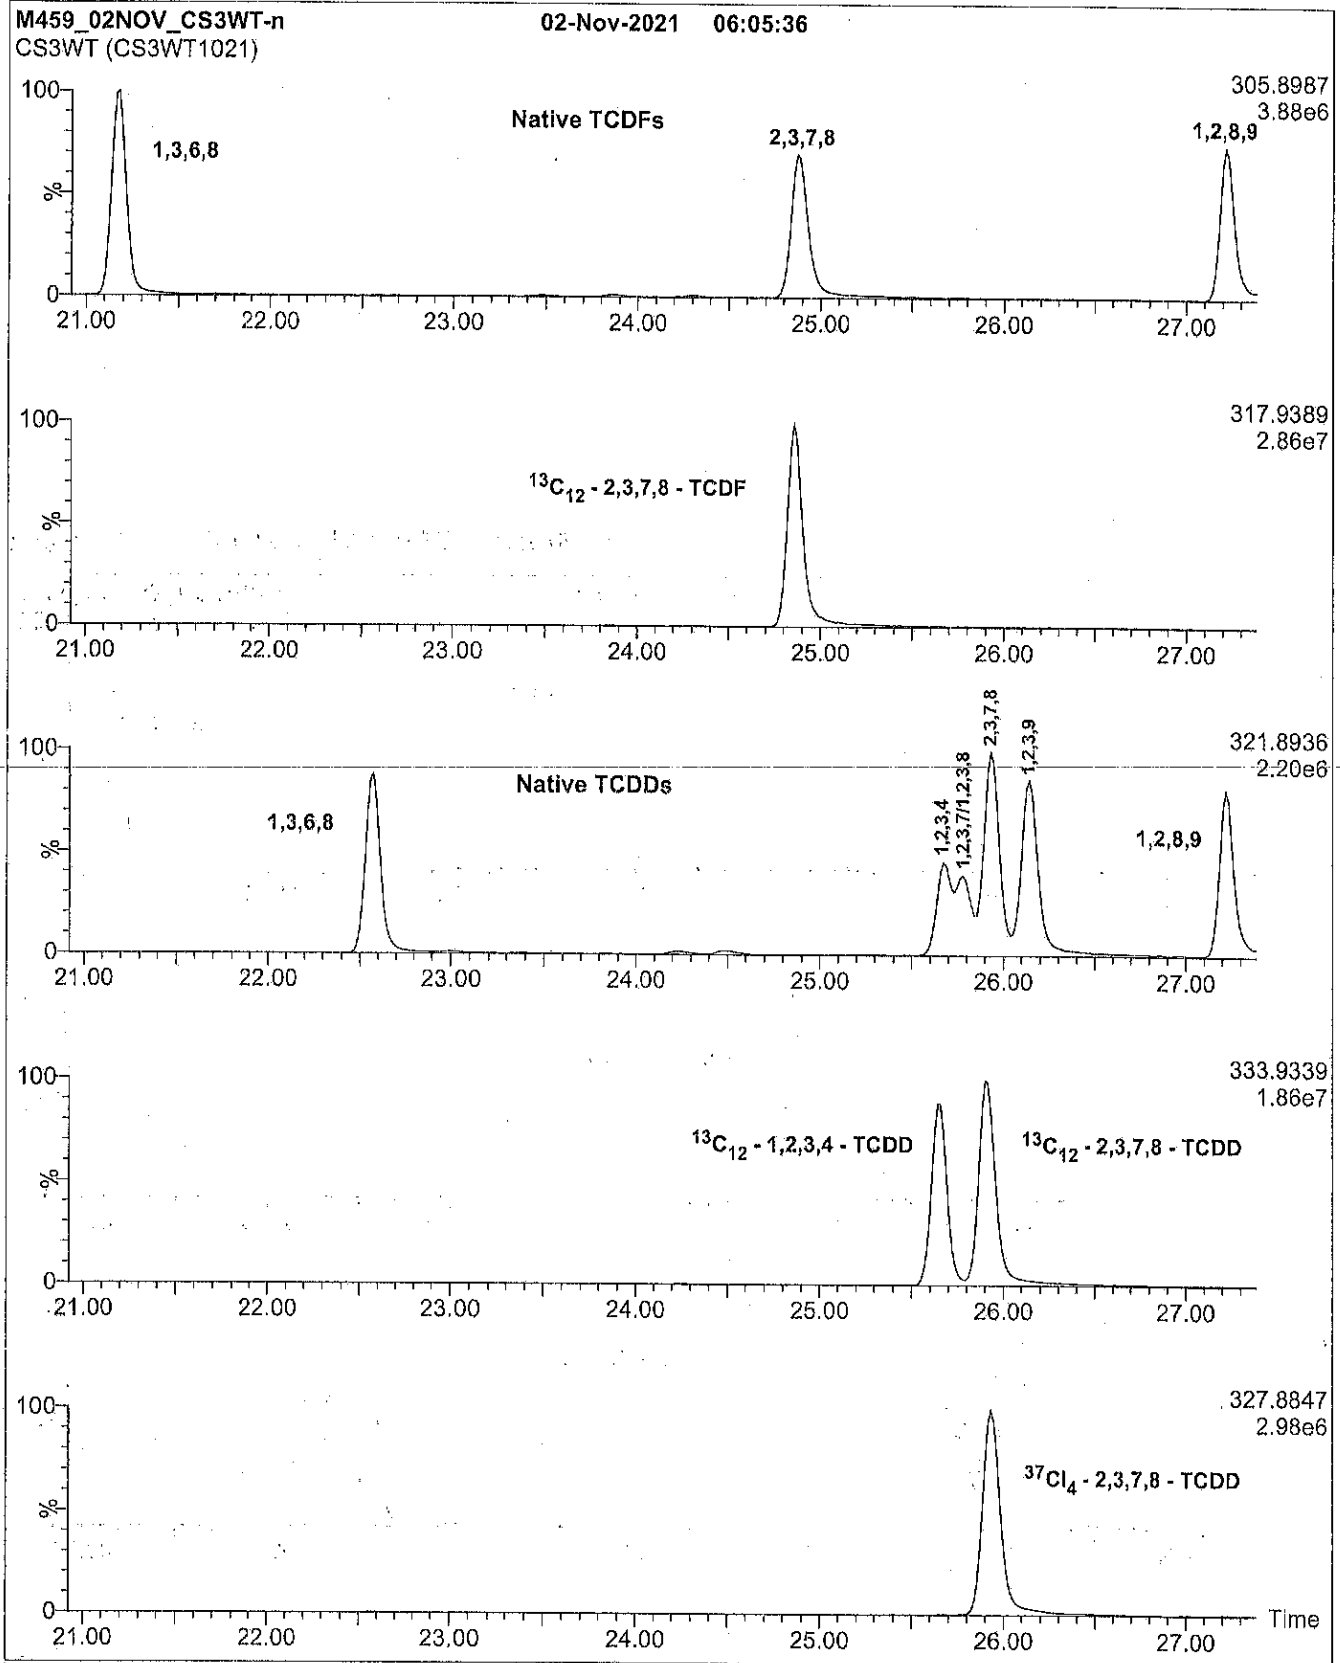 M459_02NOV_CS3WT-n 02-Nov-2021 06:05:36
CS3WT (CS3WT1021)
305.8987
3.88e6
100
%
0
Native TCDFs
1,3,6,8
2,3,7,8
1,2,8,9
21.00 22.00 23.00 24.00 25.00 26.00 27.00
317.9389
2.86e7
100
%
0
¹³C₁₂ - 2,3,7,8 - TCDF
21.00 22.00 23.00 24.00 25.00 26.00 27.00
321.8936
2.20e6
100
%
0
Native TCDDs
1,3,6,8
1,2,3,4
1,2,3,7/1,2,3,8
2,3,7,8
1,2,3,9
1,2,8,9
21.00 22.00 23.00 24.00 25.00 26.00 27.00
333.9339
1.86e7
100
%
0
¹³C₁₂ - 1,2,3,4 - TCDD
¹³C₁₂ - 2,3,7,8 - TCDD
21.00 22.00 23.00 24.00 25.00 26.00 27.00
327.8847
2.98e6
100
%
0
³⁷Cl₄ - 2,3,7,8 - TCDD
Time
21.00 22.00 23.00 24.00 25.00 26.00 27.00